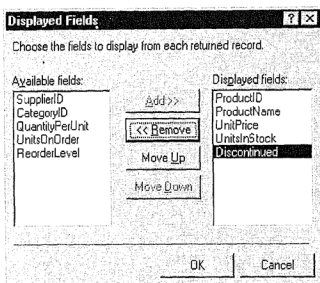 Displayed Fields
Choose the fields to display from each returned record.
Available fields:
SupplierID
CategoryID
QuantityPerUnit
UnitsOnOrder
ReorderLevel
Add >>
<< Remove
Move Up
Move Down
Displayed fields:
ProductID
ProductName
UnitPrice
UnitsInStock
Discontinued
OK
Cancel